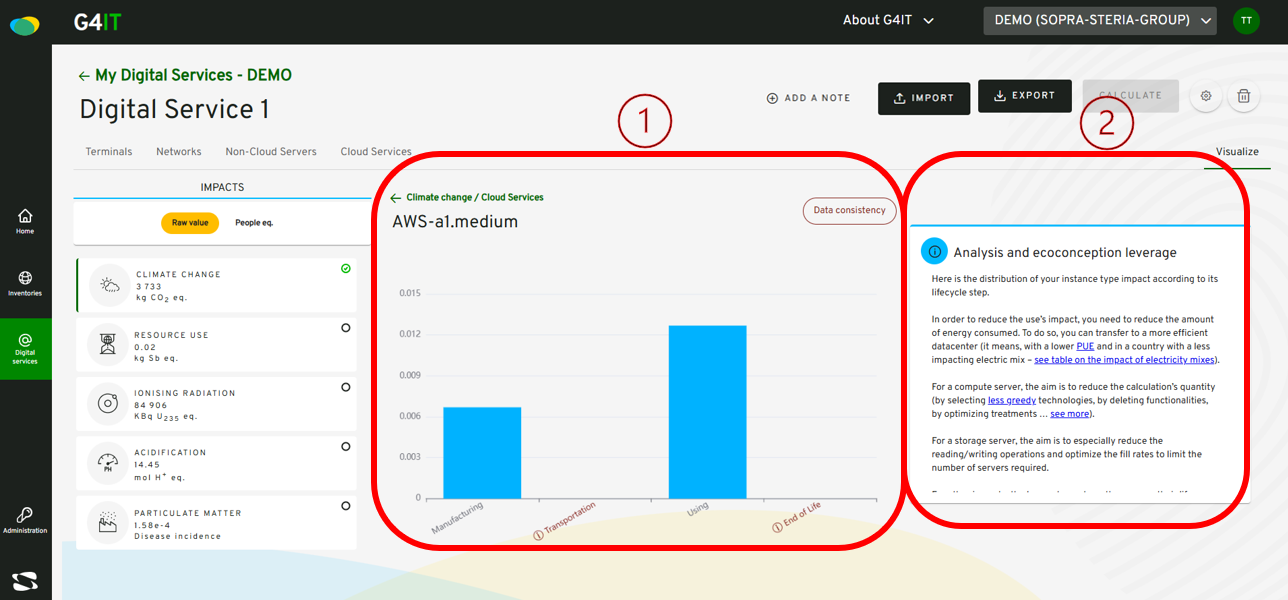 G4IT
About G4IT
DEMO (SOPRA-STERIA-GROUP)
TT
← My Digital Services - DEMO
Digital Service 1
ADD A NOTE
IMPORT
EXPORT
CALCULATE
1
2
Terminals
Networks
Non-Cloud Servers
Cloud Services
Visualize
Home
Inventories
@
Digital
services
Administration
IMPACTS
Raw value
People eq.
CLIMATE CHANGE
3 733
kg CO2 eq.
RESOURCE USE
0.02
kg Sb eq.
IONISING RADIATION
84 906
KBq U235 eq.
PH
ACIDIFICATION
14.45
mol H+ eq.
PARTICULATE MATTER
1.58e-4
Disease incidence
← Climate change / Cloud Services
AWS-a1.medium
Data consistency
0.015
0.012
0.009
0.006
0.003
0
Manufacturing
Transportation
Using
End of Life
Analysis and ecoconception leverage
Here is the distribution of your instance type impact according to its
lifecycle step.
In order to reduce the use's impact, you need to reduce the amount
of energy consumed. To do so, you can transfer to a more efficient
datacenter (it means, with a lower PUE and in a country with a less
impacting electric mix – see table on the impact of electricity mixes).
For a compute server, the aim is to reduce the calculation's quantity
(by selecting less greedy technologies, by deleting functionalities,
by optimizing treatments ... see more).
For a storage server, the aim is to especially reduce the
reading/writing operations and optimize the fill rates to limit the
number of servers required.